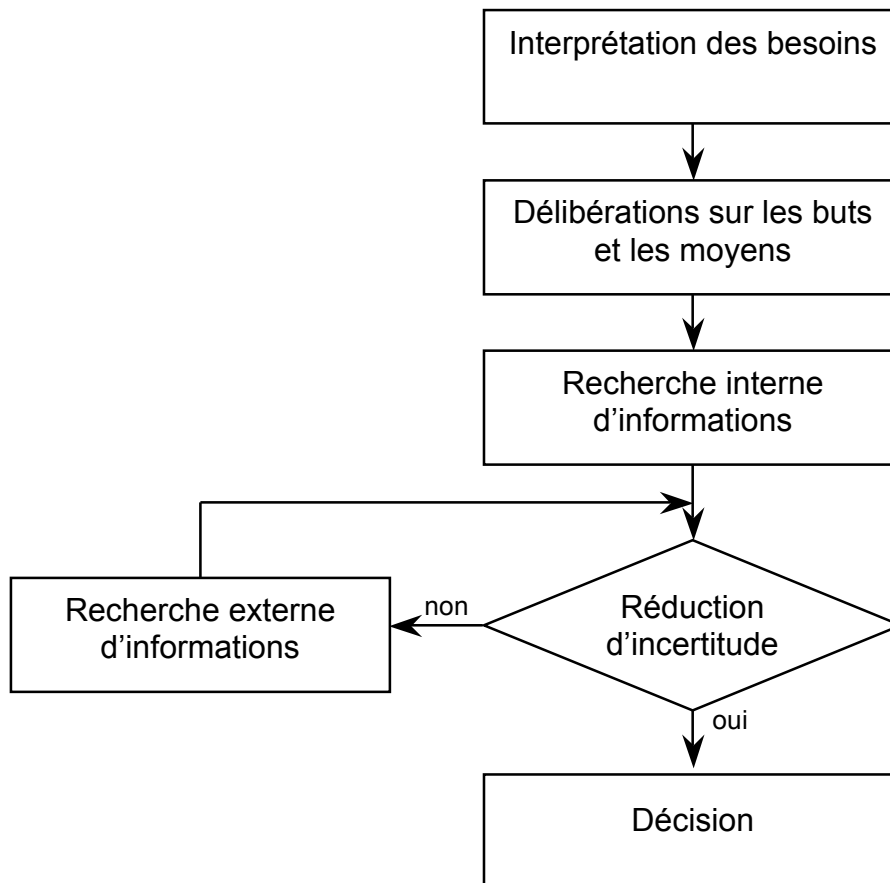 Interprétation des besoins
Délibérations sur les buts
et les moyens
Recherche interne
d’informations
Recherche externe
d’informations
non
Réduction
d’incertitude
oui
Décision